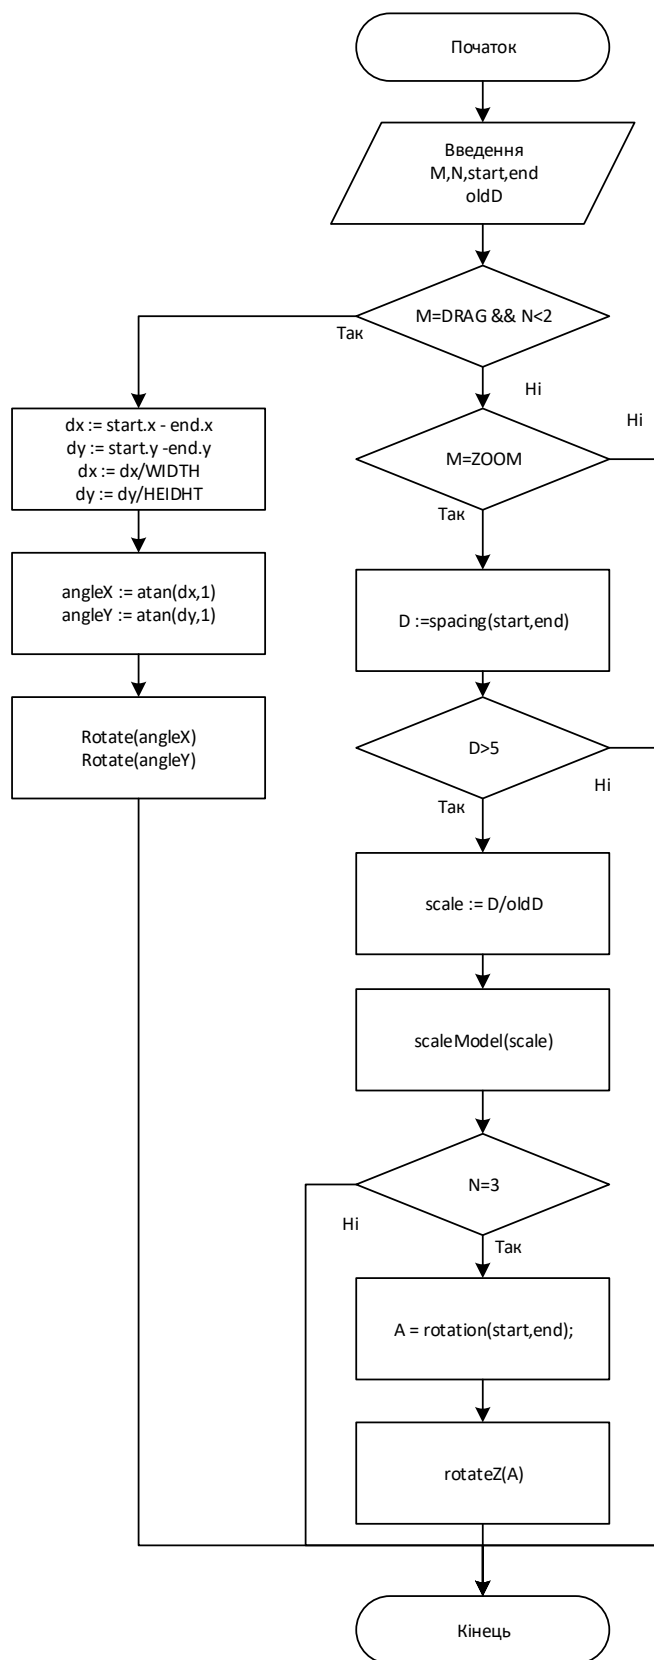 Початок
Введення
M,N,start,end
oldD
M=DRAG && N<2
Так
Ні
dx := start.x - end.x
dy := start.y -end.y
dx := dx/WIDTH
dy := dy/HEIDHT
M=ZOOM
Ні
Так
angleX := atan(dx,1)
angleY := atan(dy,1)
D :=spacing(start,end)
Rotate(angleX)
Rotate(angleY)
D>5
Ні
Так
scale := D/oldD
scaleModel(scale)
N=3
Ні
Так
A = rotation(start,end);
rotateZ(A)
Кінець